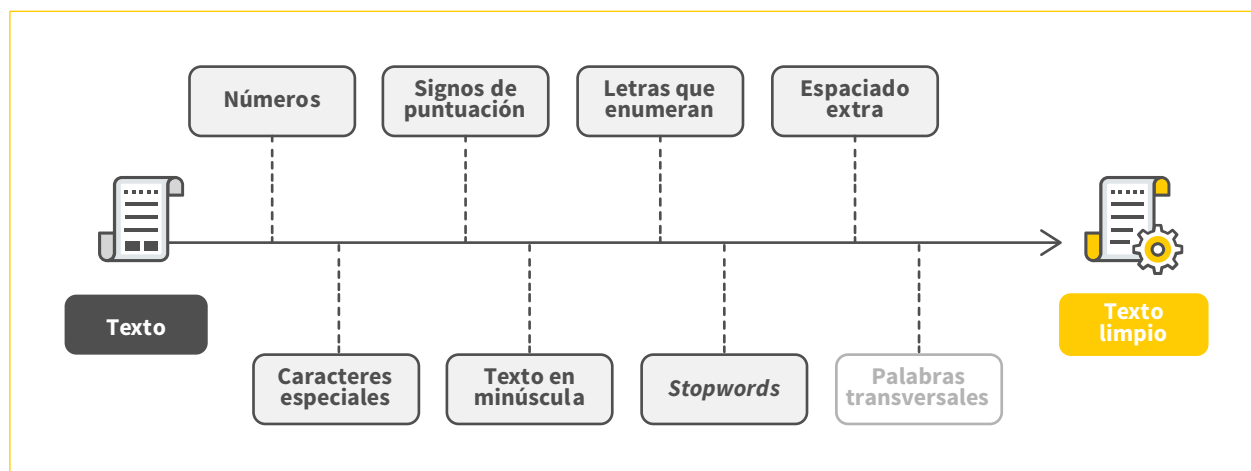 Números
Signos de
puntuación
Letras que
enumeran
Espaciado
extra
Texto
Texto
limpio
Caracteres
especiales
Texto en
minúscula
Stopwords
Palabras
transversales